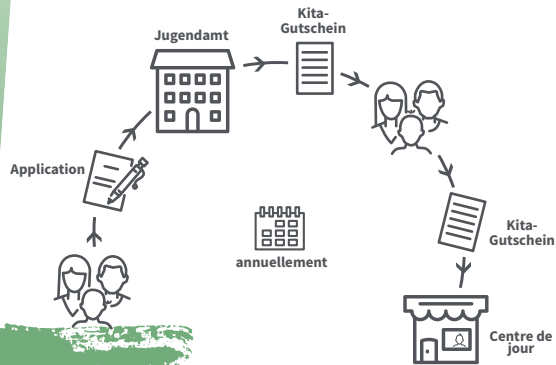 Kita-
Gutschein
Jugendamt
Application
annuellement
Kita-
Gutschein
Centre de
jour